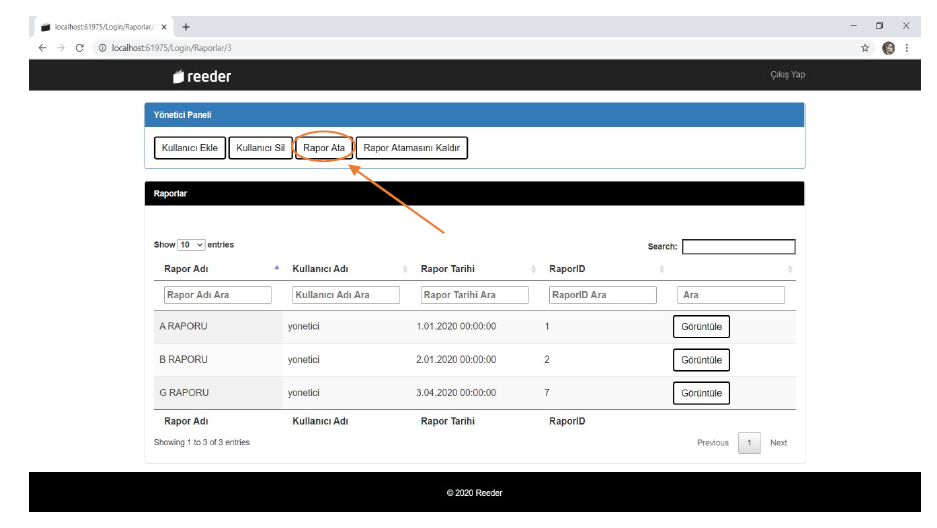 localhost:61975/Login/Raporlar/
localhost:61975/Login/Raporlar/3
reeder
Çıkış Yap
Yönetici Paneli
Kullanıcı Ekle Kullanıcı Sil Rapor Ata Rapor Atamasını Kaldır
Raporlar
Show 10 entries Search:
Rapor Adı Kullanıcı Adı Rapor Tarihi RaporID
Rapor Adı Ara Kullanıcı Adı Ara Rapor Tarihi Ara RaporID Ara Ara
A RAPORU yonetici 1.01.2020 00:00:00 1 Görüntüle
B RAPORU yonetici 2.01.2020 00:00:00 2 Görüntüle
G RAPORU yonetici 3.04.2020 00:00:00 7 Görüntüle
Rapor Adı Kullanıcı Adı Rapor Tarihi RaporID
Showing 1 to 3 of 3 entries Previous 1 Next
© 2020 Reeder